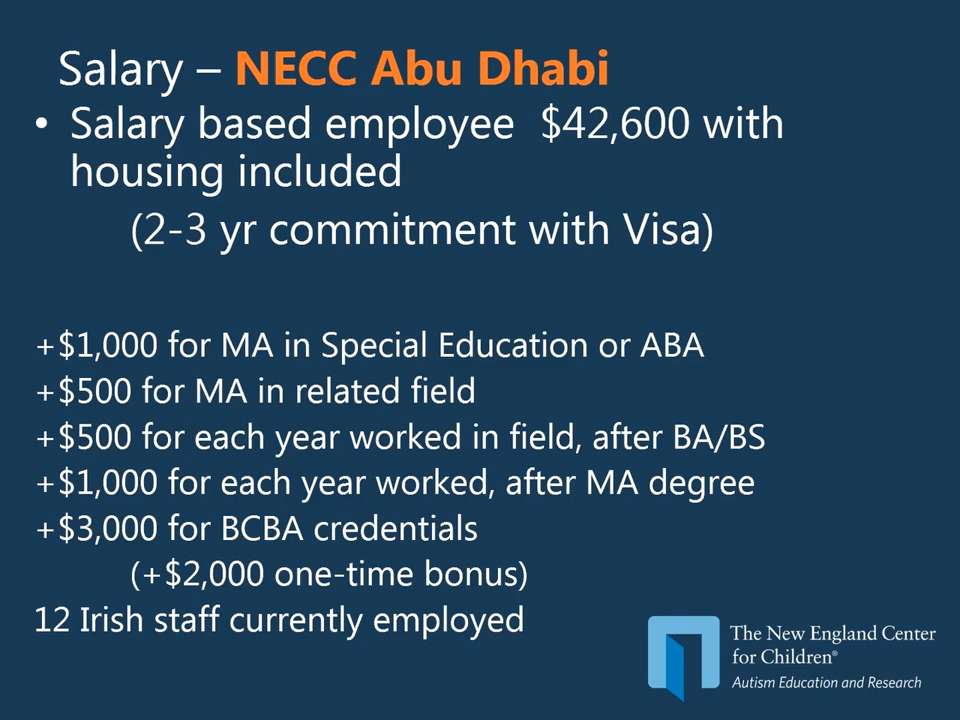 Salary – NECC Abu Dhabi
• Salary based employee $42,600 with
housing included
(2-3 yr commitment with Visa)
+$1,000 for MA in Special Education or ABA
+$500 for MA in related field
+$500 for each year worked in field, after BA/BS
+$1,000 for each year worked, after MA degree
+$3,000 for BCBA credentials
(+$2,000 one-time bonus)
12 Irish staff currently employed
The New England Center
for Children®
Autism Education and Research